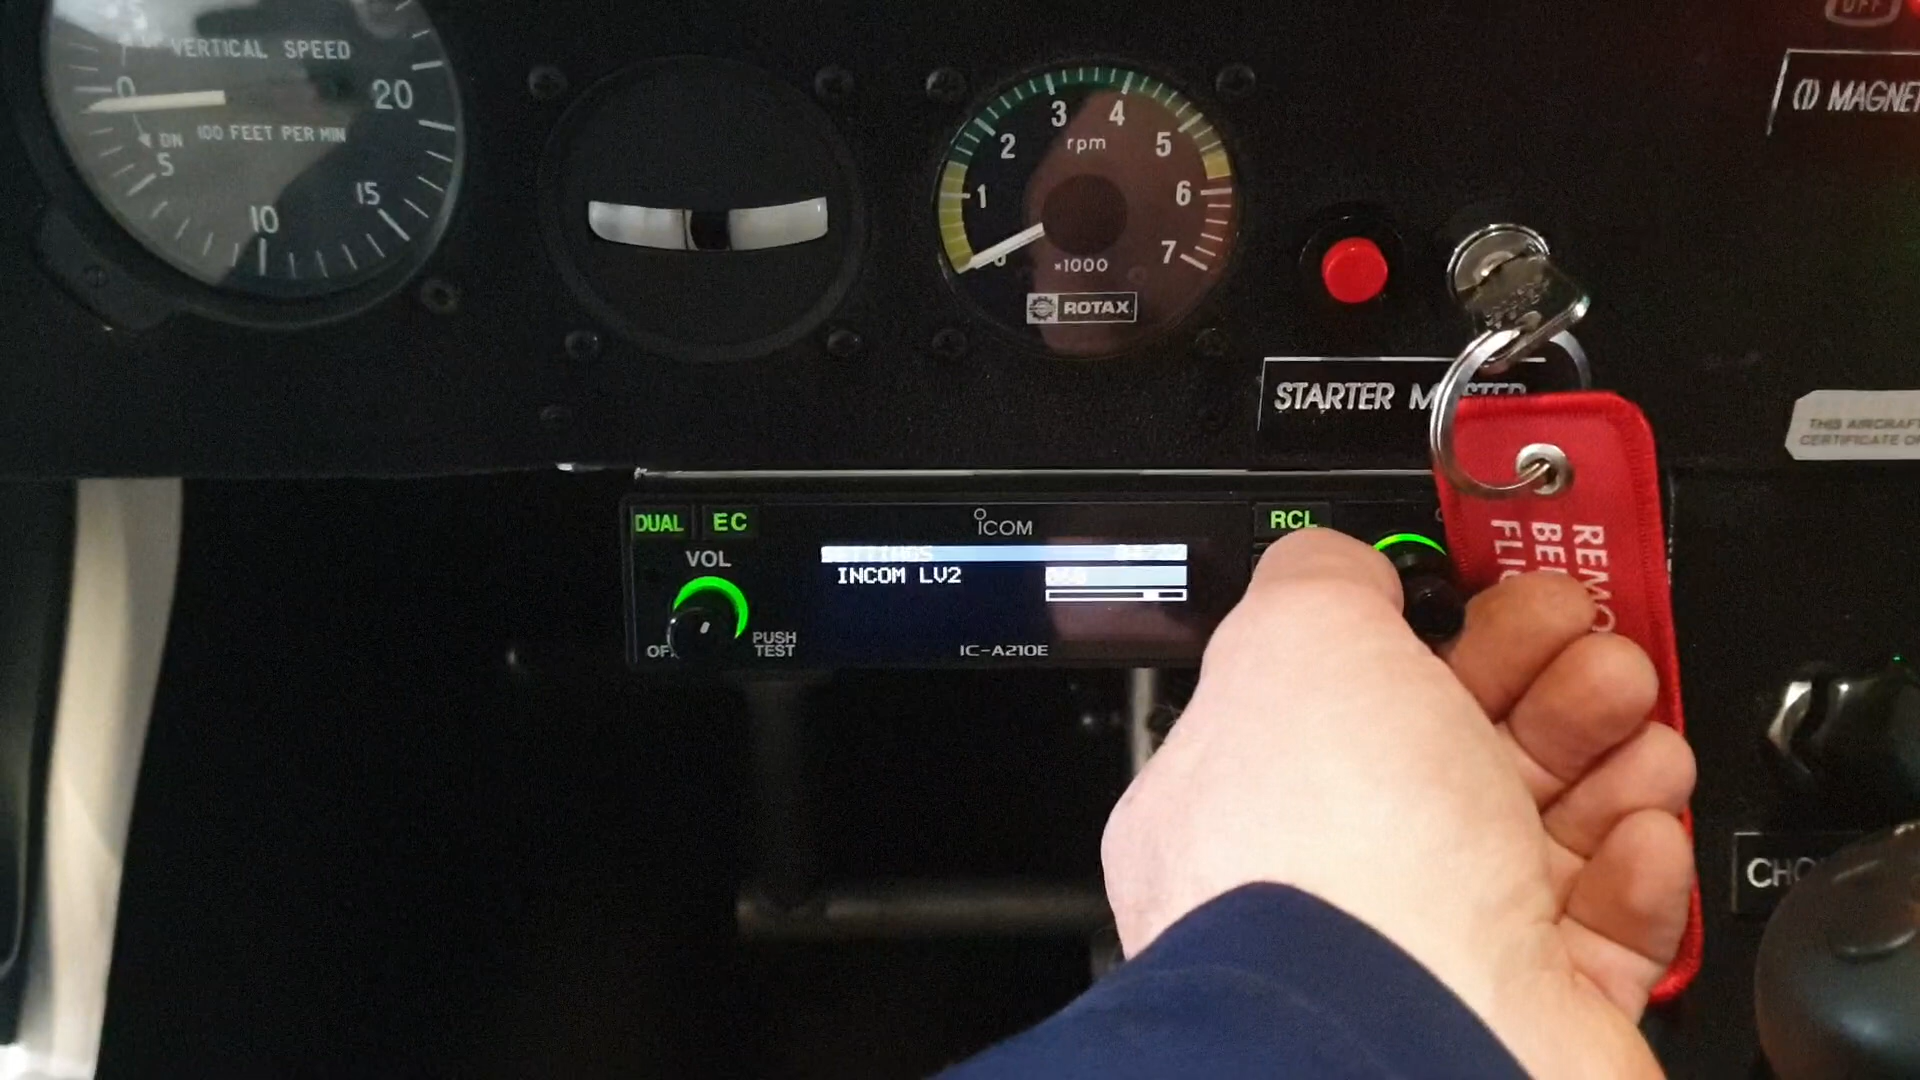 VERTICAL SPEED
0
20
DN 100 FEET PER MIN
5
15
10
3 4
2 rpm 5
1 6
7
×1000
ROTAX
OFF
(1) MAGNE
STARTER
THIS AIRCRAFT
CERTIFICATE
DUAL EC
ICOM
RCL
VOL
SETTINGS
INCOM LV2
PUSH
TEST
IC-A210E
REMO
BE
FLI
CHO